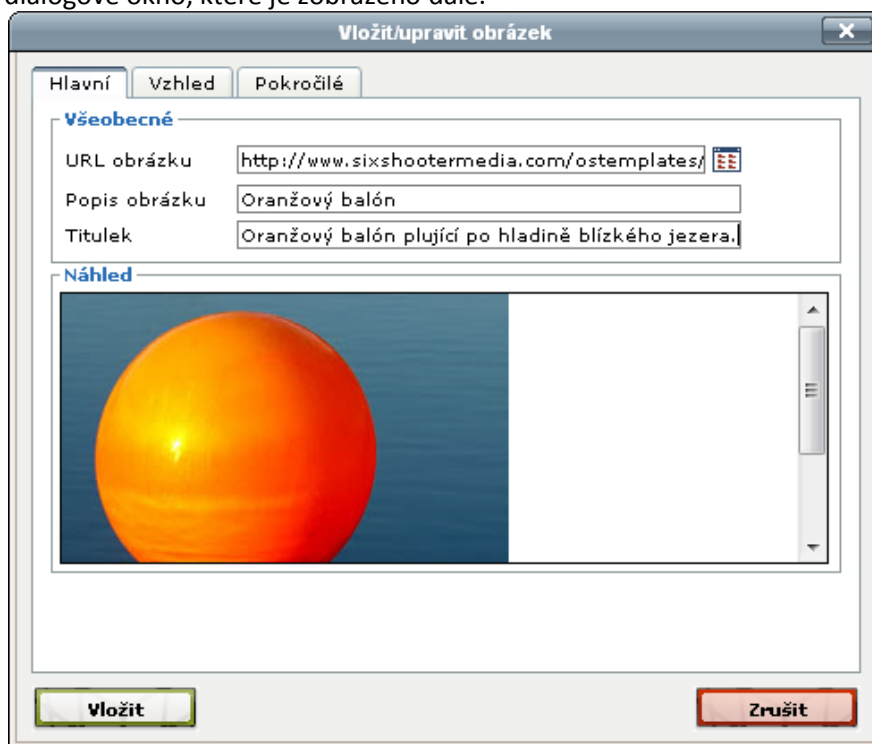 dialogové okno, které je zobrazeno dále.
Vložit/upravit obrázek
Hlavní Vzhled Pokročilé
Všeobecné
URL obrázku http://www.sixshootermedia.com/ostemplates/
Popis obrázku Oranžový balón
Titulek Oranžový balón plující po hladině blízkého jezera.
Náhled
Vložit Zrušit